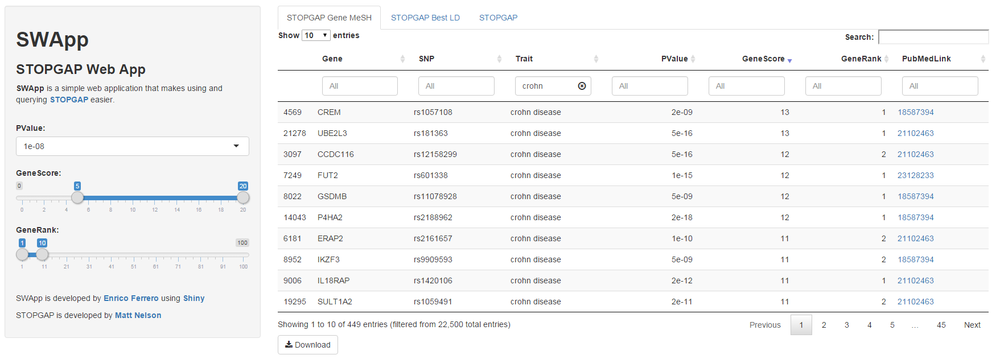 SWApp
STOPGAP Web App
SWApp is a simple web application that makes using and
querying STOPGAP easier.
PValue:
1e-08
GeneScore:
0 5 20
0 2 4 6 8 10 12 14 16 18 20
GeneRank:
1 10 100
1 11 21 31 41 51 61 71 81 91 100
SWApp is developed by Enrico Ferrero using Shiny
STOPGAP is developed by Matt Nelson
STOPGAP Gene MeSH STOPGAP Best LD STOPGAP
Show 10 entries Search:
Gene SNP Trait PValue GeneScore GeneRank PubMedLink
All All crohn All All All All
4569 CREM rs1057108 crohn disease 2e-09 13 1 18587394
21278 UBE2L3 rs181363 crohn disease 5e-16 13 1 21102463
3097 CCDC116 rs12158299 crohn disease 5e-16 12 2 21102463
7249 FUT2 rs601338 crohn disease 1e-15 12 1 23128233
8022 GSDMB rs11078928 crohn disease 5e-09 12 1 18587394
14043 P4HA2 rs2188962 crohn disease 2e-18 12 1 18587394
6181 ERAP2 rs2161657 crohn disease 1e-10 11 2 21102463
8952 IKZF3 rs9909593 crohn disease 5e-09 11 2 18587394
9006 IL18RAP rs1420106 crohn disease 2e-12 11 1 21102463
19295 SULT1A2 rs1059491 crohn disease 2e-11 11 2 21102463
Showing 1 to 10 of 449 entries (filtered from 22,500 total entries)
Previous 1 2 3 4 5 … 45 Next
Download